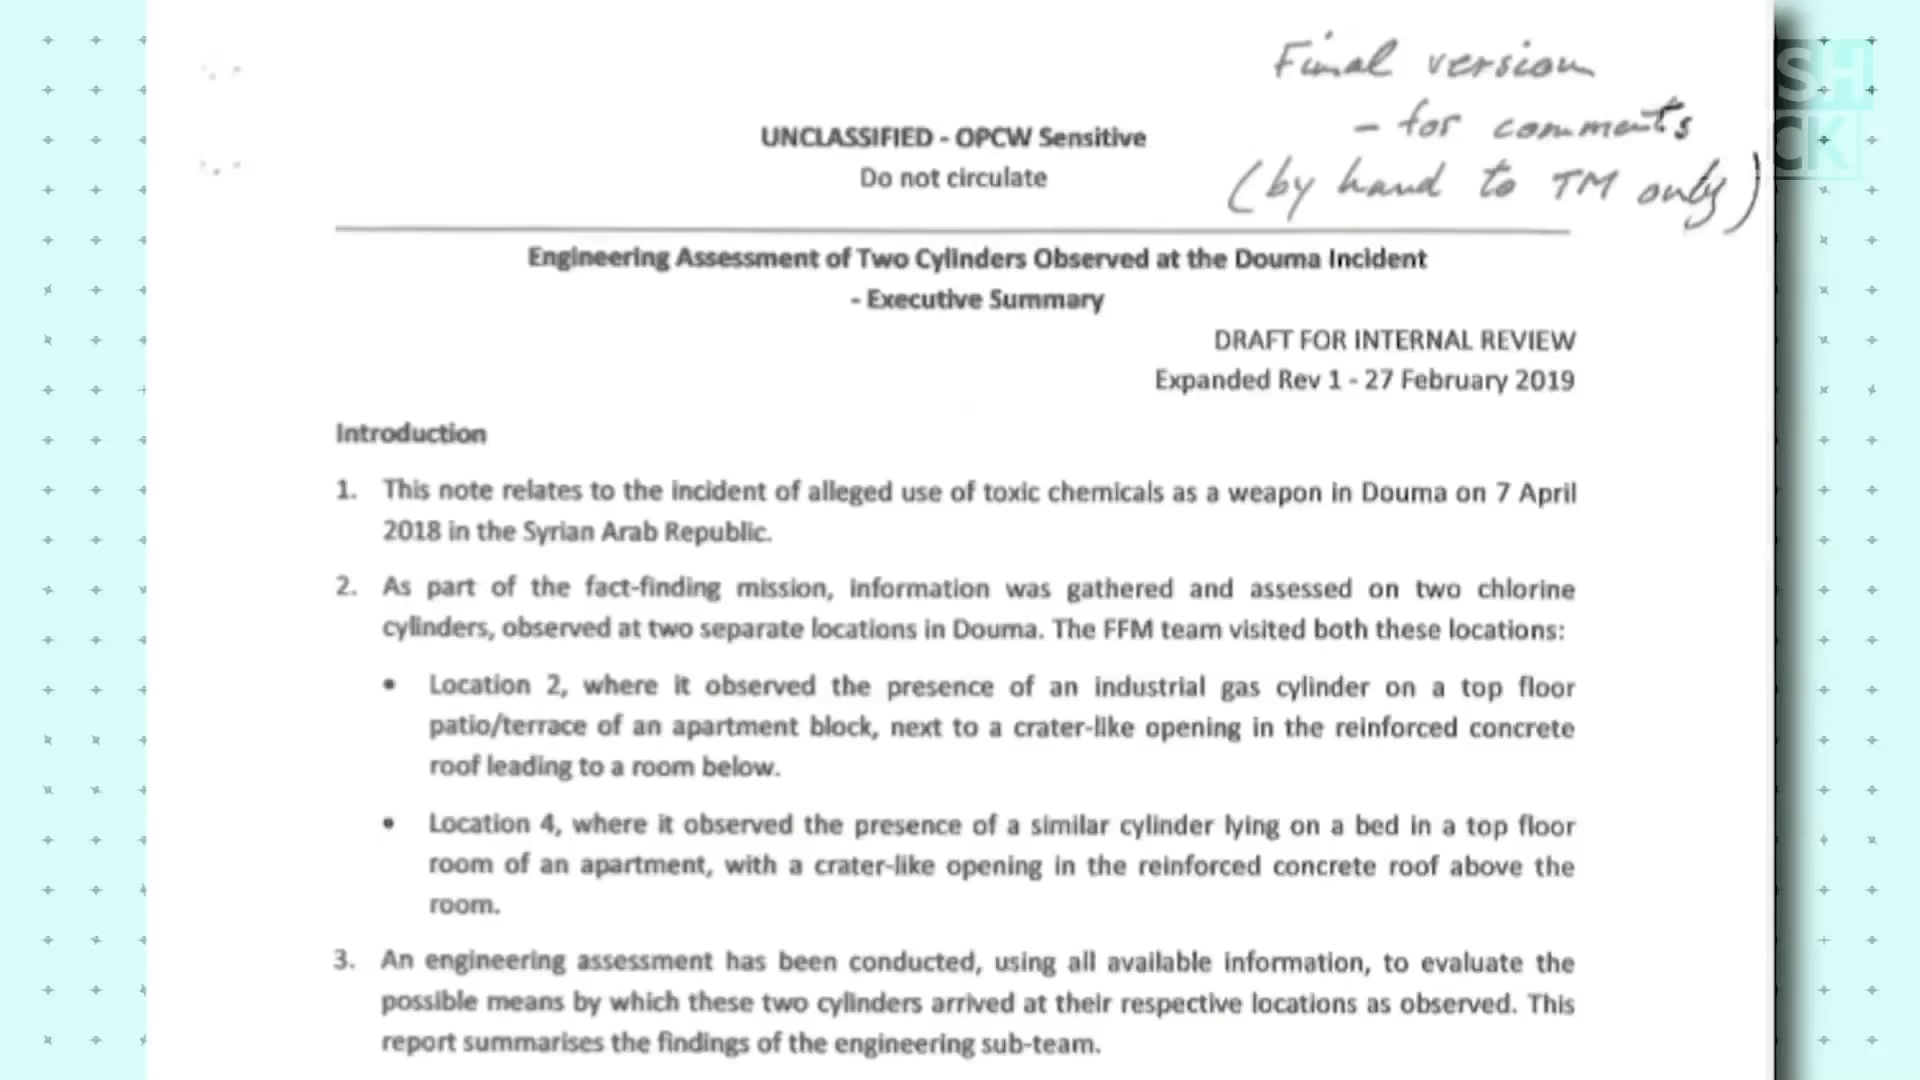 Final version
- for comments
(by hand to TM only)
SH
CK
UNCLASSIFIED - OPCW Sensitive
Do not circulate
Engineering Assessment of Two Cylinders Observed at the Douma Incident
- Executive Summary
DRAFT FOR INTERNAL REVIEW
Expanded Rev 1 - 27 February 2019
Introduction
1. This note relates to the incident of alleged use of toxic chemicals as a weapon in Douma on 7 April
2018 in the Syrian Arab Republic.
2. As part of the fact-finding mission, information was gathered and assessed on two chlorine
cylinders, observed at two separate locations in Douma. The FFM team visited both these locations:
• Location 2, where it observed the presence of an industrial gas cylinder on a top floor
patio/terrace of an apartment block, next to a crater-like opening in the reinforced concrete
roof leading to a room below.
• Location 4, where it observed the presence of a similar cylinder lying on a bed in a top floor
room of an apartment, with a crater-like opening in the reinforced concrete roof above the
room.
3. An engineering assessment has been conducted, using all available information, to evaluate the
possible means by which these two cylinders arrived at their respective locations as observed. This
report summarises the findings of the engineering sub-team.